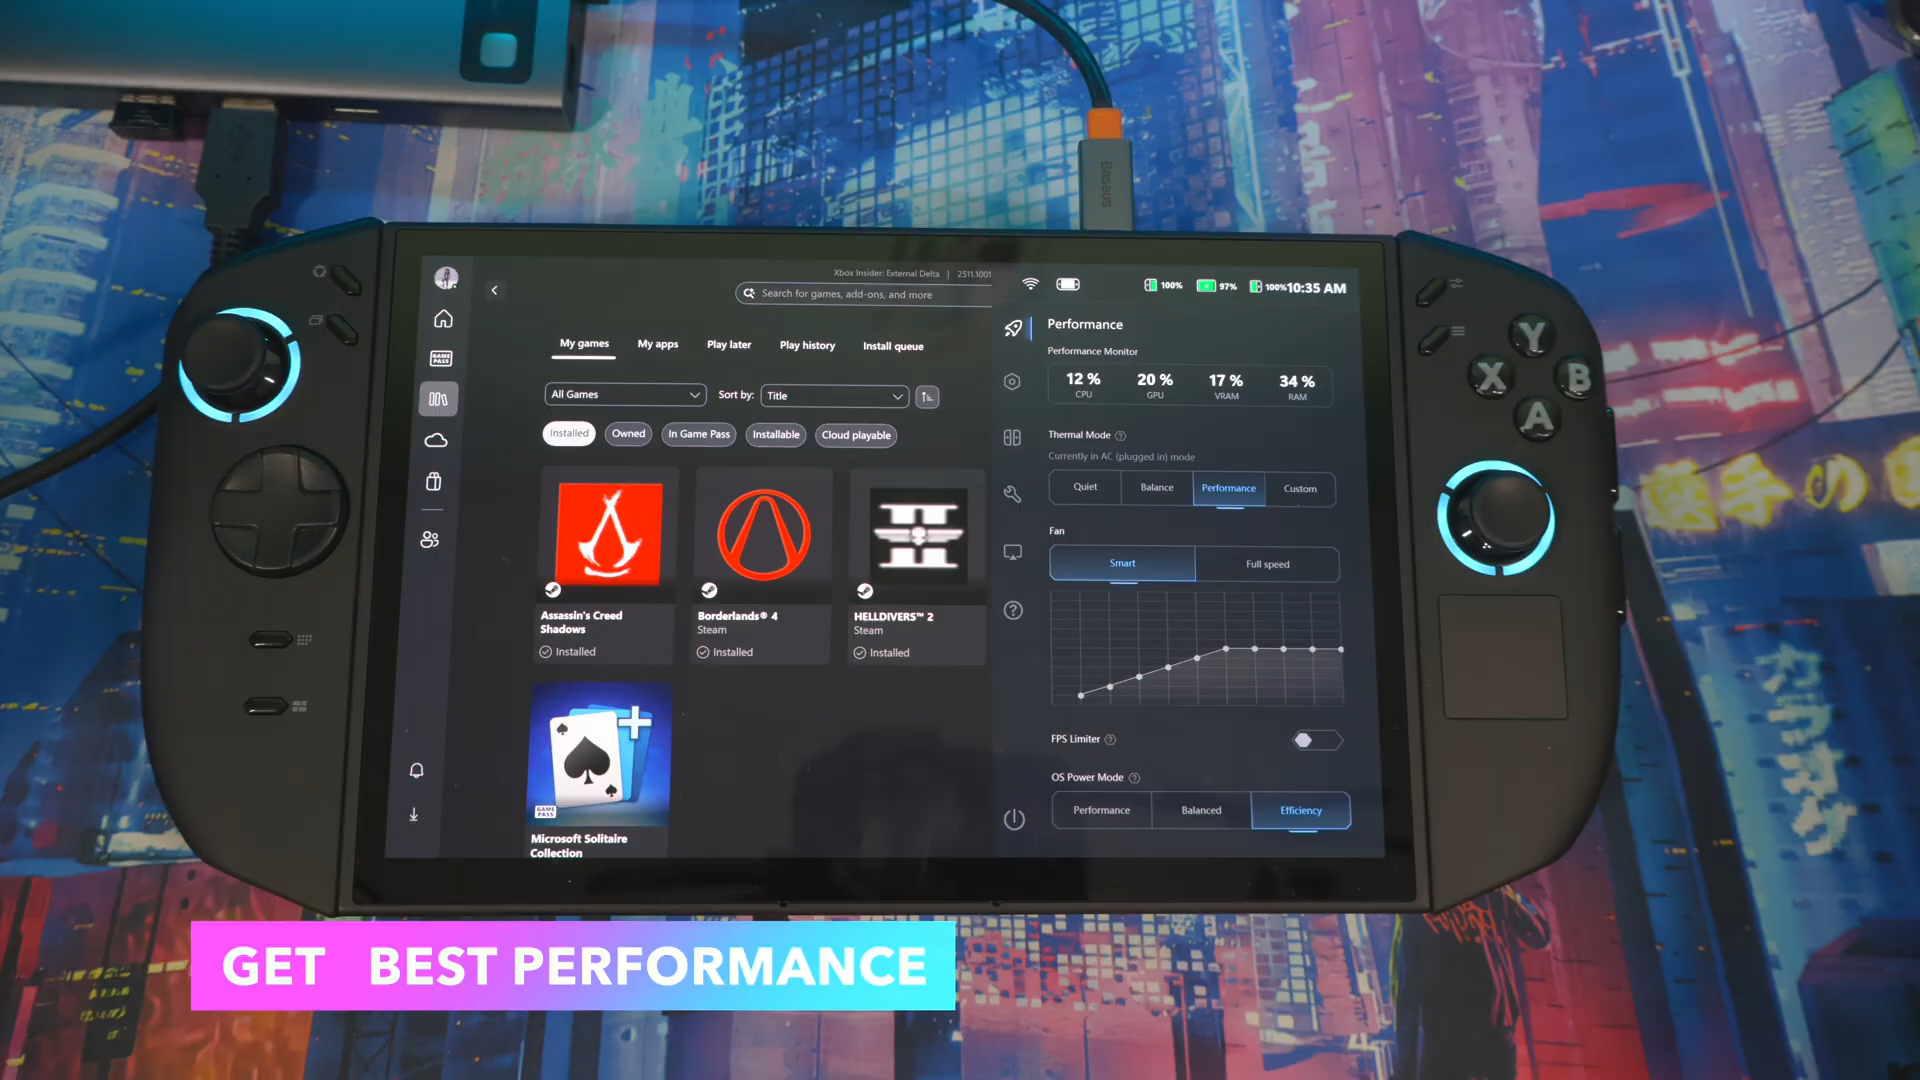 Baseus
Xbox Insider: External Delta | 2511.1001
Search for games, add-ons, and more
100% 97% 100% 10:35 AM
GAME PASS
My games My apps Play later Play history Install queue
All Games Sort by: Title
Installed Owned In Game Pass Installable Cloud playable
Assassin's Creed
Shadows
Installed
Borderlands® 4
Steam
Installed
HELLDIVERS™ 2
Steam
Installed
GAME PASS
Microsoft Solitaire
Collection
Performance
Performance Monitor
12 % 20 % 17 % 34 %
CPU GPU VRAM RAM
Thermal Mode ?
Currently in AC (plugged in) mode
Quiet Balance Performance Custom
Fan
Smart Full speed
?
FPS Limiter ?
OS Power Mode ?
Performance Balanced Efficiency
Y
X B
A
GET BEST PERFORMANCE